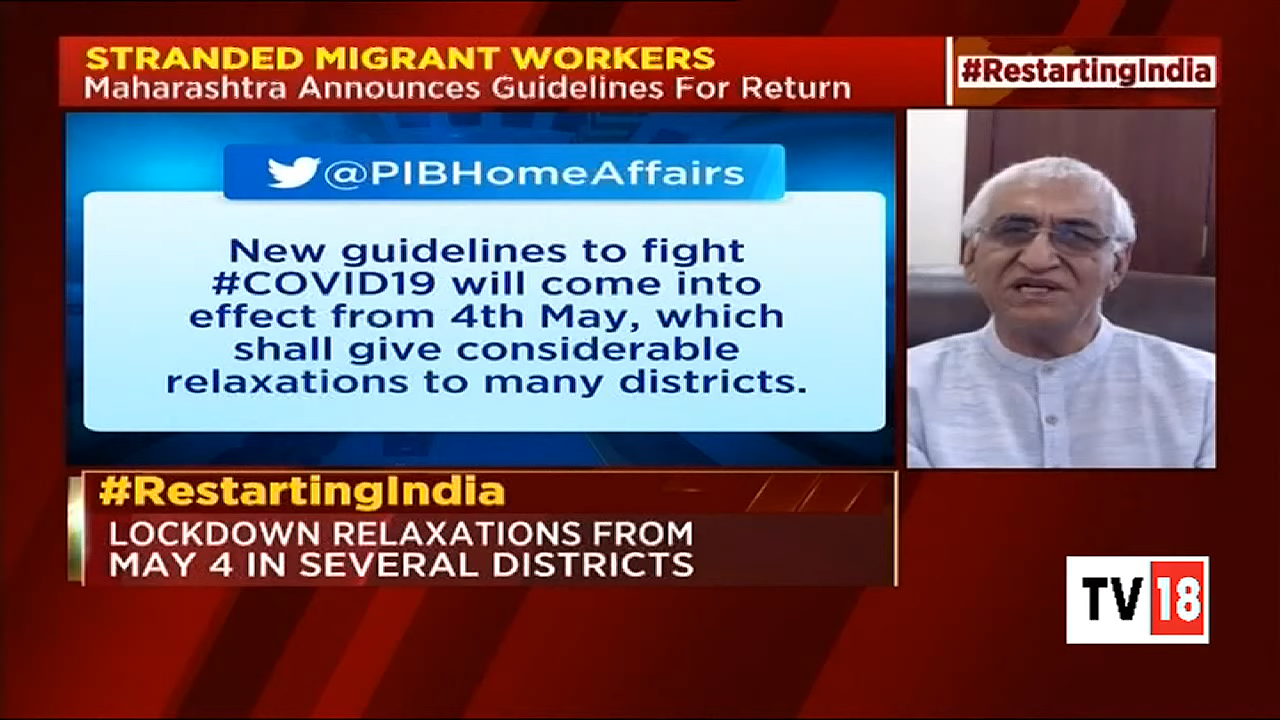 STRANDED MIGRANT WORKERS
Maharashtra Announces Guidelines For Return
#RestartingIndia
@PIBHomeAffairs
New guidelines to fight
#COVID19 will come into
effect from 4th May, which
shall give considerable
relaxations to many districts.
#RestartingIndia
LOCKDOWN RELAXATIONS FROM
MAY 4 IN SEVERAL DISTRICTS
TV18